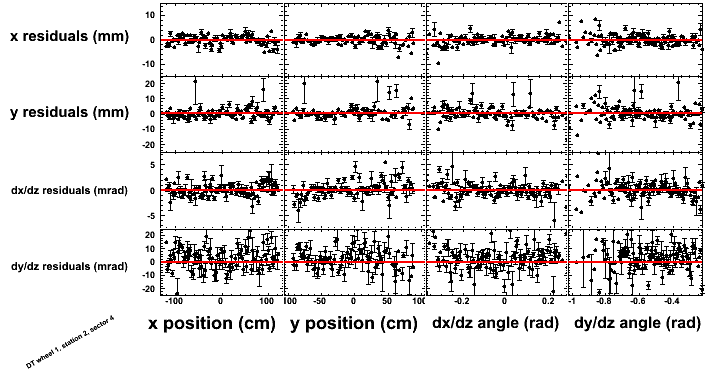 10
x residuals (mm) 0
-10
20
10
y residuals (mm) 0
-10
-20
5
dx/dz residuals (mrad) 0
-5
20
10
dy/dz residuals (mrad) 0
-10
-20
-100 0 100 -50 0 50 100 -0.2 0 0.2 -1 -0.8 -0.6 -0.4
x position (cm) y position (cm) dx/dz angle (rad) dy/dz angle (rad)
DT wheel 1, station 2, sector 4